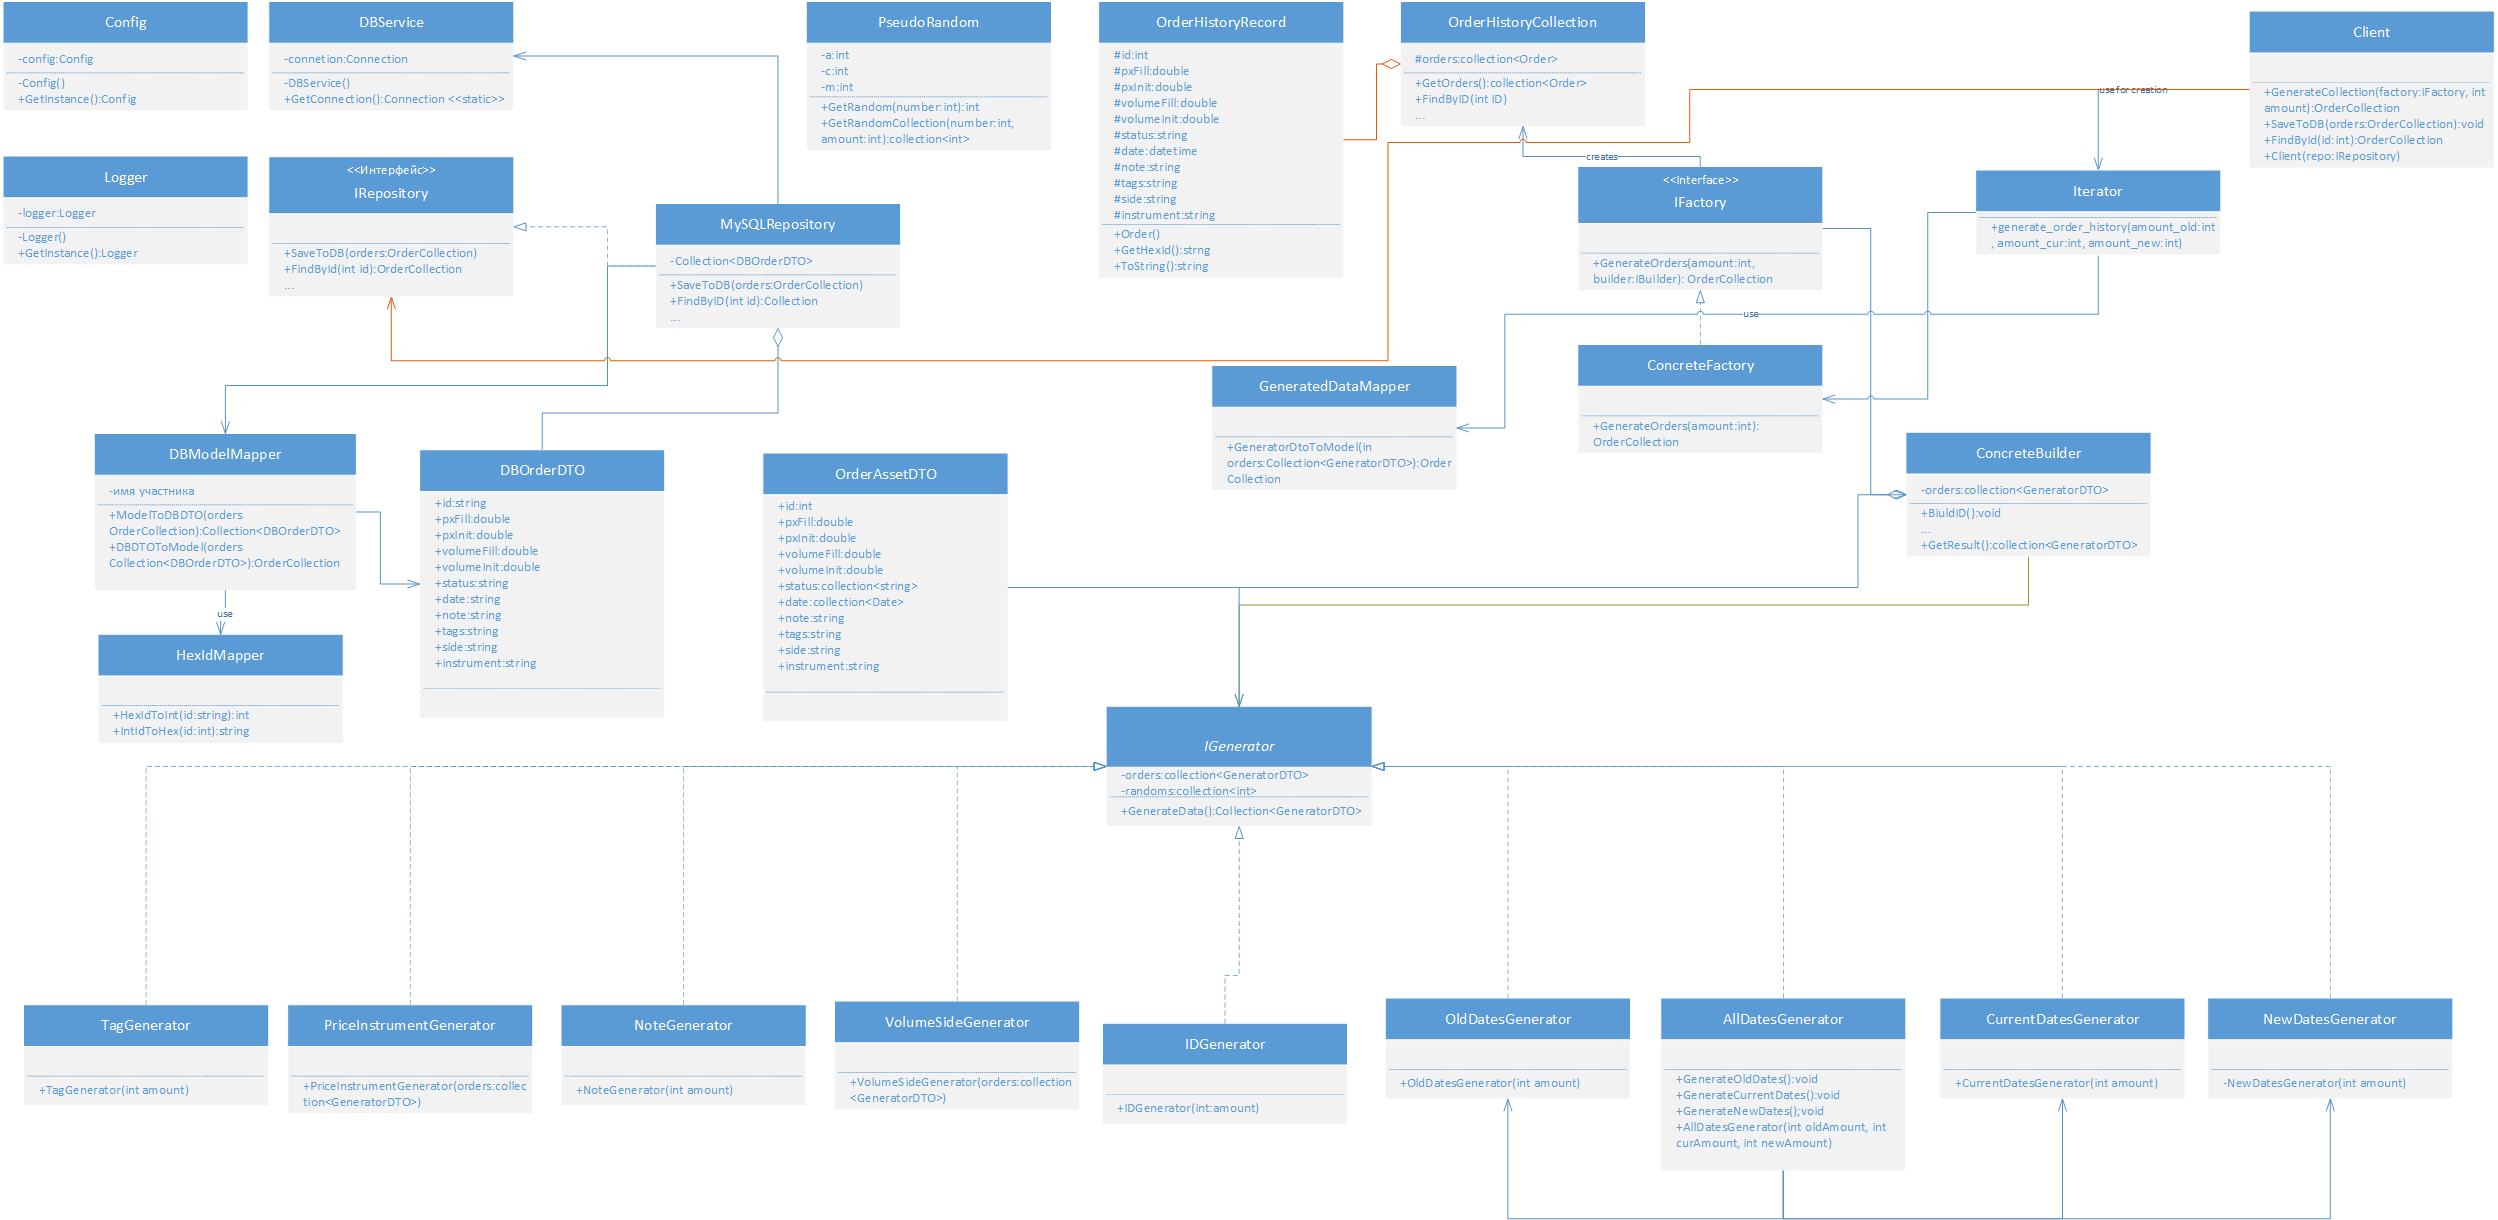 Config
-config:Config
-Config()
+GetInstance():Config
DBService
-connetion:Connection
-DBService()
+GetConnection():Connection <<static>>
PseudoRandom
-a:int
-c:int
-m:int
+GetRandom(number:int):int
+GetRandomCollection(number:int,
amount:int):collection<int>
OrderHistoryRecord
#id:int
#pxFill:double
#pxInit:double
#volumeFill:double
#volumeInit:double
#status:string
#date:datetime
#note:string
#tags:string
#side:string
#instrument:string
+Order()
+GetHexId():strng
+ToString():string
OrderHistoryCollection
#orders:collection<Order>
+GetOrders():collection<Order>
+FindByID(int ID)
...
Client
+GenerateCollection(factory:IFactory, int
amount):OrderCollection
+SaveToDB(orders:OrderCollection):void
+FindById(id:int):OrderCollection
+Client(repo:IRepository)
use for creation
Logger
-logger:Logger
-Logger()
+GetInstance():Logger
<<Интерфейс>>
IRepository
+SaveToDB(orders:OrderCollection)
+FindById(int id):OrderCollection
...
MySQLRepository
-Collection<DBOrderDTO>
+SaveToDB(orders:OrderCollection)
+FindByID(int id):Collection
...
creates
<<Interface>>
IFactory
+GenerateOrders(amount:int,
builder:IBuilder): OrderCollection
Iterator
+generate_order_history(amount_old:int
, amount_cur:int, amount_new:int)
use
GeneratedDataMapper
+GeneratorDtoToModel(in
orders:Collection<GeneratorDTO>):Order
Collection
ConcreteFactory
+GenerateOrders(amount:int):
OrderCollection
DBModelMapper
-имя участника
+ModelToDBDTO(orders
OrderCollection):Collection<DBOrderDTO>
+DBDTOToModel(orders
Collection<DBOrderDTO>):OrderCollection
use
HexIdMapper
+HexIdToInt(id:string):int
+IntIdToHex(id:int):string
DBOrderDTO
+id:string
+pxFill:double
+pxInit:double
+volumeFill:double
+volumeInit:double
+status:string
+date:string
+note:string
+tags:string
+side:string
+instrument:string
OrderAssetDTO
+id:int
+pxFill:double
+pxInit:double
+volumeFill:double
+volumeInit:double
+status:collection<string>
+date:collection<Date>
+note:string
+tags:string
+side:string
+instrument:string
ConcreteBuilder
-orders:collection<GeneratorDTO>
+BiuldID():void
...
+GetResult():collection<GeneratorDTO>
IGenerator
-orders:collection<GeneratorDTO>
-randoms:collection<int>
+GenerateData():Collection<GeneratorDTO>
TagGenerator
+TagGenerator(int amount)
PriceInstrumentGenerator
+PriceInstrumentGenerator(orders:collec
tion<GeneratorDTO>)
NoteGenerator
+NoteGenerator(int amount)
VolumeSideGenerator
+VolumeSideGenerator(orders:collection
<GeneratorDTO>)
IDGenerator
+IDGenerator(int:amount)
OldDatesGenerator
+OldDatesGenerator(int amount)
AllDatesGenerator
+GenerateOldDates():void
+GenerateCurrentDates():void
+GenerateNewDates();void
+AllDatesGenerator(int oldAmount, int
curAmount, int newAmount)
CurrentDatesGenerator
+CurrentDatesGenerator(int amount)
NewDatesGenerator
-NewDatesGenerator(int amount)